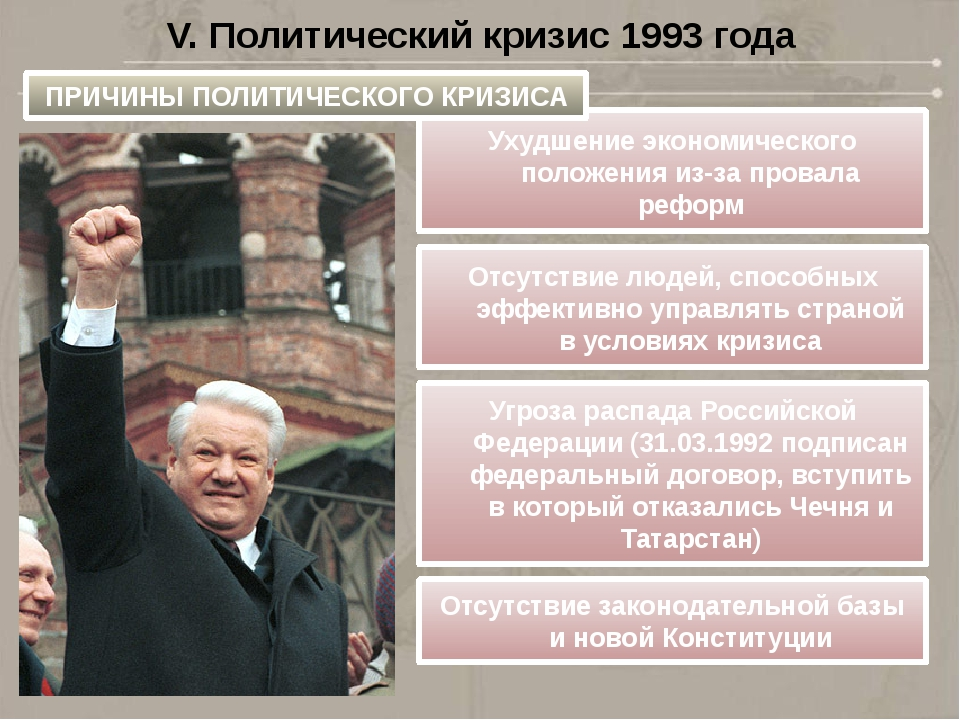 V. Политический кризис 1993 года
ПРИЧИНЫ ПОЛИТИЧЕСКОГО КРИЗИСА
Ухудшение экономического
положения из-за провала
реформ
Отсутствие людей, способных
эффективно управлять страной
в условиях кризиса
Угроза распада Российской
Федерации (31.03.1992 подписан
федеральный договор, вступить
в который отказались Чечня и
Татарстан)
Отсутствие законодательной базы
и новой Конституции